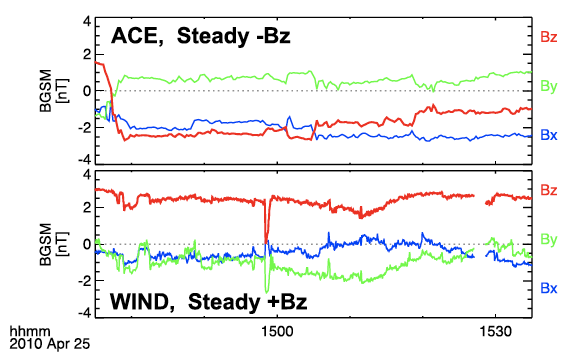 ACE, Steady -Bz
BGSM
[nT]
4
2
0
-2
-4
Bz
By
Bx
WIND, Steady +Bz
BGSM
[nT]
4
2
0
-2
-4
Bz
By
Bx
hhmm
2010 Apr 25
1500
1530